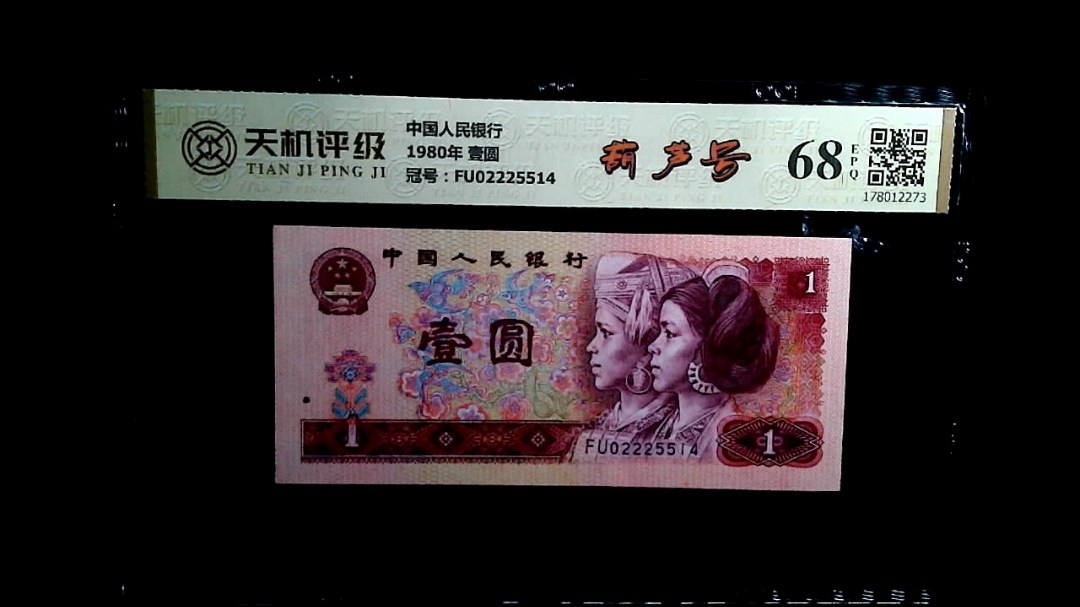 天机评级
TIAN JI PING JI
中国人民银行
1980年 壹圆
冠号：FU02225514
葫芦号
68
EPQ
178012273
中国人民银行
壹圆
1
1
FU02225514
1